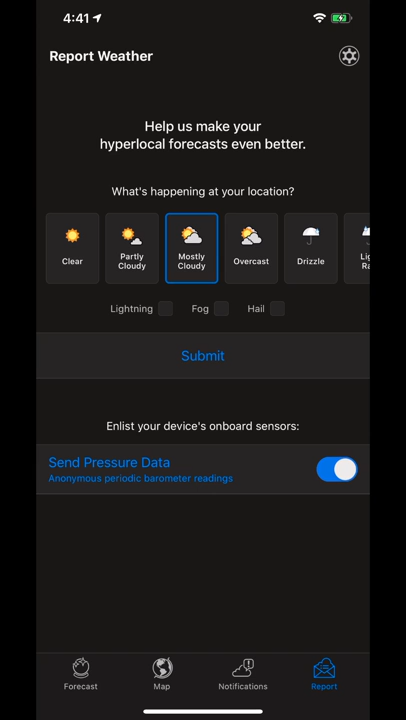 4:41
Report Weather
Help us make your
hyperlocal forecasts even better.
What's happening at your location?
Clear
Partly
Cloudy
Mostly
Cloudy
Overcast
Drizzle
Lightning
Fog
Hail
Submit
Enlist your device's onboard sensors:
Send Pressure Data
Anonymous periodic barometer readings
Forecast
Map
Notifications
Report